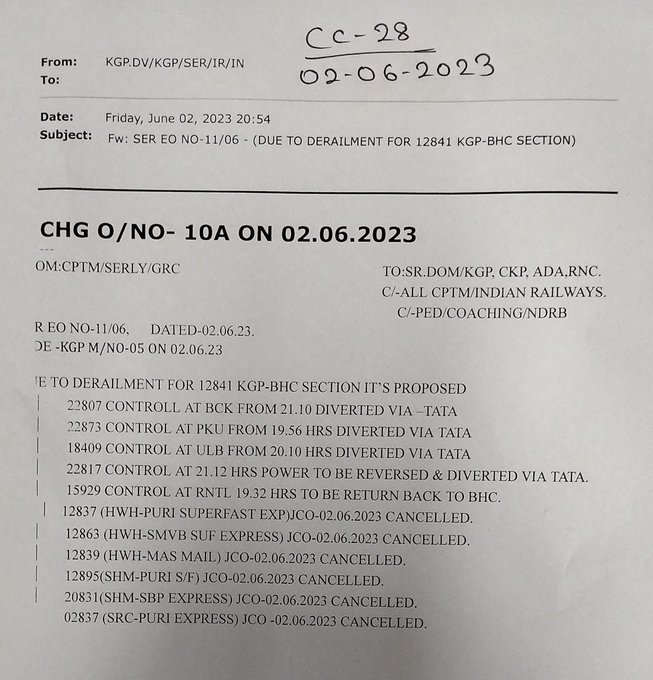 CC-28
02-06-2023
From: KGP.DV/KGP/SER/IR/IN
To:
Date: Friday, June 02, 2023 20:54
Subject: Fw: SER EO NO-11/06 - (DUE TO DERAILMENT FOR 12841 KGP-BHC SECTION)
CHG O/NO- 10A ON 02.06.2023
OM:CPTM/SERLY/GRC TO:SR.DOM/KGP, CKP, ADA,RNC.
C/-ALL CPTM/INDIAN RAILWAYS.
C/-PED/COACHING/NDRB
R EO NO-11/06, DATED-02.06.23.
DE -KGP M/NO-05 ON 02.06.23
E TO DERAILMENT FOR 12841 KGP-BHC SECTION IT'S PROPOSED
22807 CONTROLL AT BCK FROM 21.10 DIVERTED VIA –TATA
22873 CONTROL AT PKU FROM 19.56 HRS DIVERTED VIA TATA
18409 CONTROL AT ULB FROM 20.10 HRS DIVERTED VIA TATA
22817 CONTROL AT 21.12 HRS POWER TO BE REVERSED & DIVERTED VIA TATA.
15929 CONTROL AT RNTL 19.32 HRS TO BE RETURN BACK TO BHC.
12837 (HWH-PURI SUPERFAST EXP)JCO-02.06.2023 CANCELLED.
12863 (HWH-SMVB SUF EXPRESS) JCO-02.06.2023 CANCELLED.
12839 (HWH-MAS MAIL) JCO-02.06.2023 CANCELLED.
12895(SHM-PURI S/F) JCO-02.06.2023 CANCELLED.
20831(SHM-SBP EXPRESS) JCO-02.06.2023 CANCELLED.
02837 (SRC-PURI EXPRESS) JCO -02.06.2023 CANCELLED.